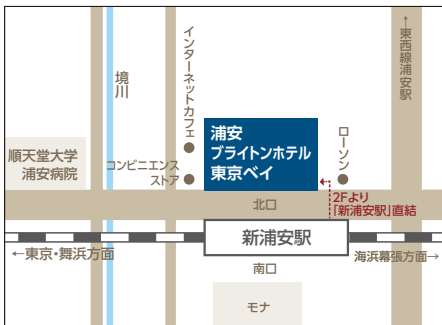 ←東西線浦安駅
インターネットカフェ
境川
浦安
ブライトンホテル
東京ベイ
ローソン
順天堂大学
浦安病院
コンビニエンス
ストア
2Fより
「新浦安駅」直結
北口
新浦安駅
←東京・舞浜方面
海浜幕張方面→
南口
モナ